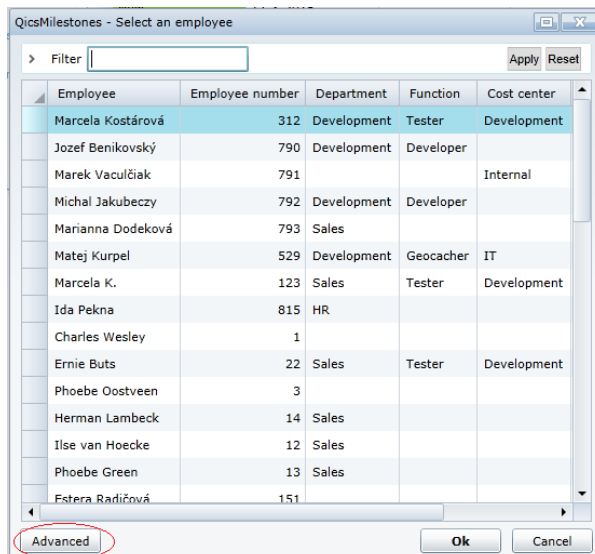 QicsMilestones - Select an employee
Filter Apply Reset
Employee Employee number Department Function Cost center
Marcela Kostárová 312 Development Tester Development
Jozef Benikovský 790 Development Developer
Marek Vaculčiak 791 Internal
Michal Jakubeczy 792 Development Developer
Marianna Dodeková 793 Sales
Matej Kurpel 529 Development Geocacher IT
Marcela K. 123 Sales Tester Development
Ida Pekna 815 HR
Charles Wesley 1
Ernie Buts 22 Sales Tester Development
Phoebe Oostveen 3
Herman Lambeck 14 Sales
Ilse van Hoecke 12 Sales
Phoebe Green 13 Sales
Estera Radičová 151
Advanced Ok Cancel